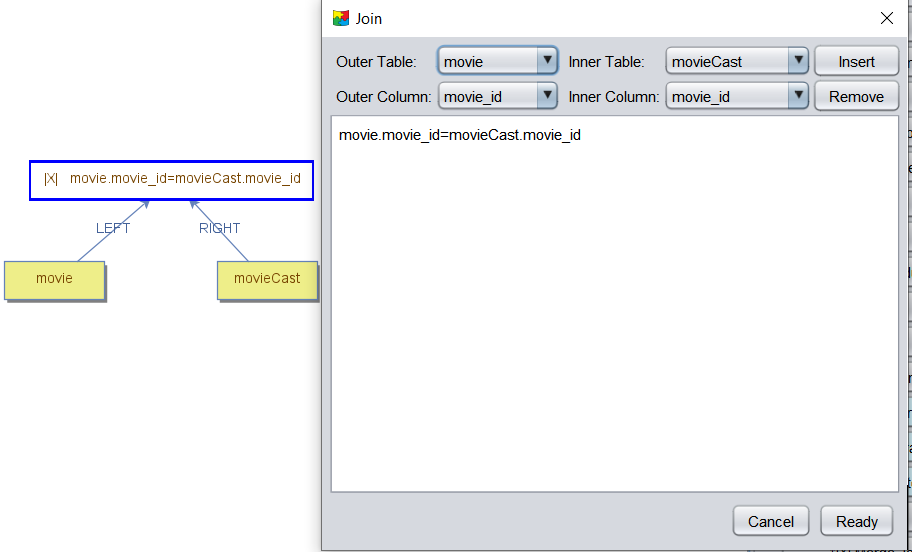 Join
Outer Table: movie Inner Table: movieCast Insert
Outer Column: movie_id Inner Column: movie_id Remove
movie.movie_id=movieCast.movie_id
|X| movie.movie_id=movieCast.movie_id
LEFT RIGHT
movie movieCast
Cancel Ready